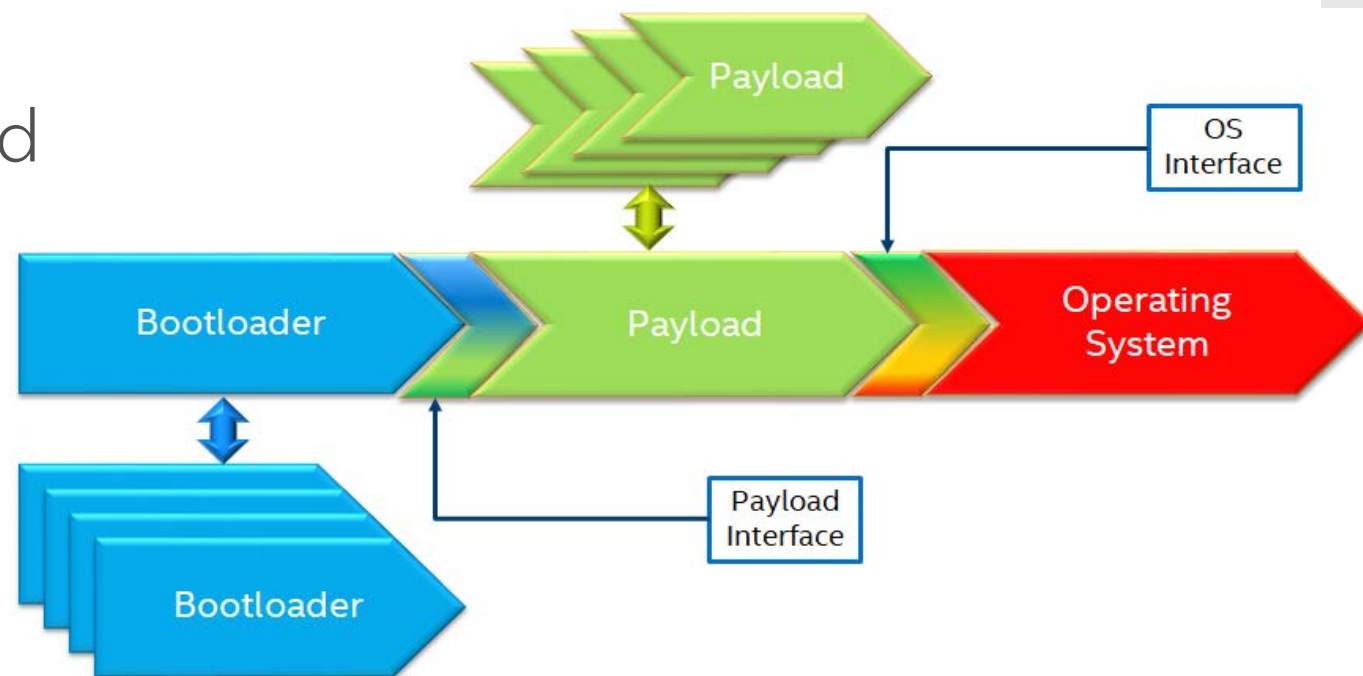 d
Payload
OS
Interface
Bootloader
Payload
Operating
System
Payload
Interface
Bootloader